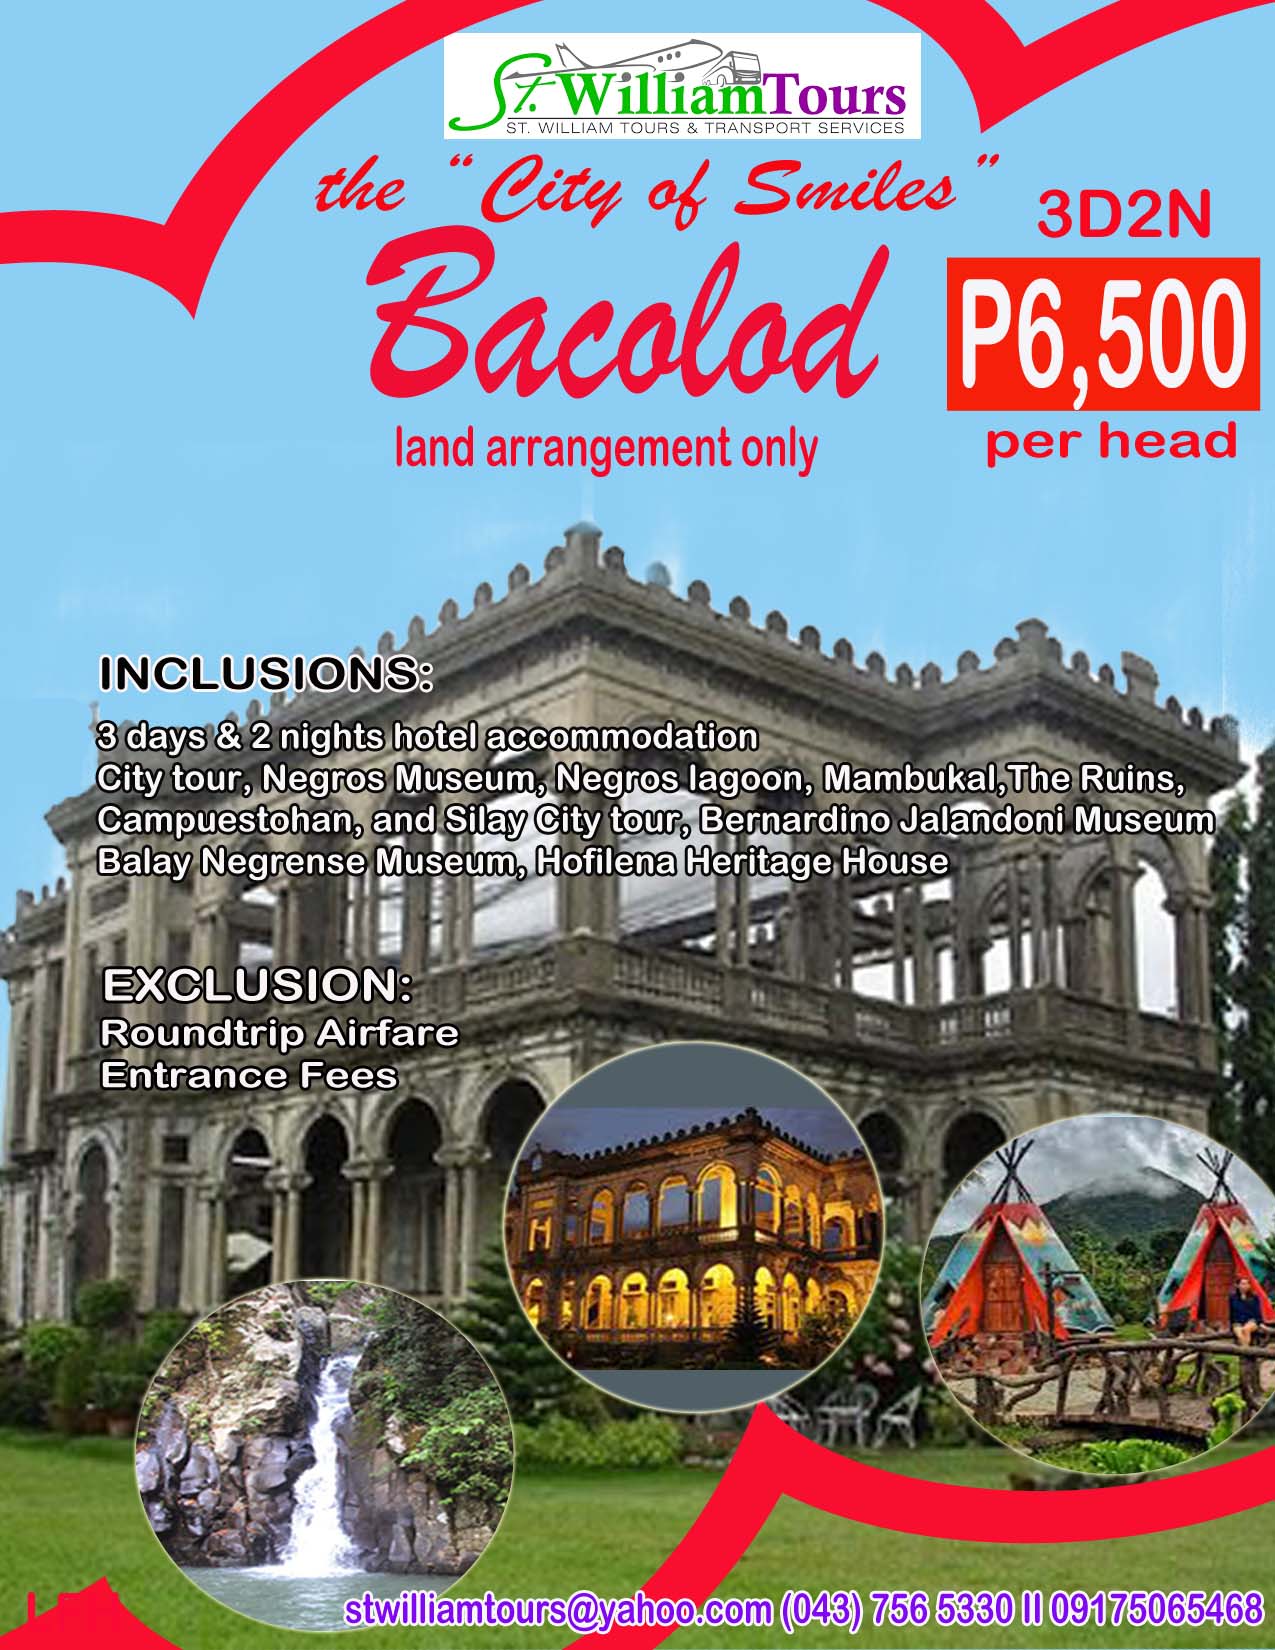 St. William Tours
ST. WILLIAM TOURS & TRANSPORT SERVICES
the "City of Smiles"
Bacolod
land arrangement only
3D2N
P6,500
per head
INCLUSIONS:
3 days & 2 nights hotel accommodation
City tour, Negros Museum, Negros lagoon, Mambukal,The Ruins,
Campuestohan, and Silay City tour, Bernardino Jalandoni Museum
Balay Negrense Museum, Hofilena Heritage House
EXCLUSION:
Roundtrip Airfare
Entrance Fees
stwilliamtours@yahoo.com (043) 756 5330 II 09175065468